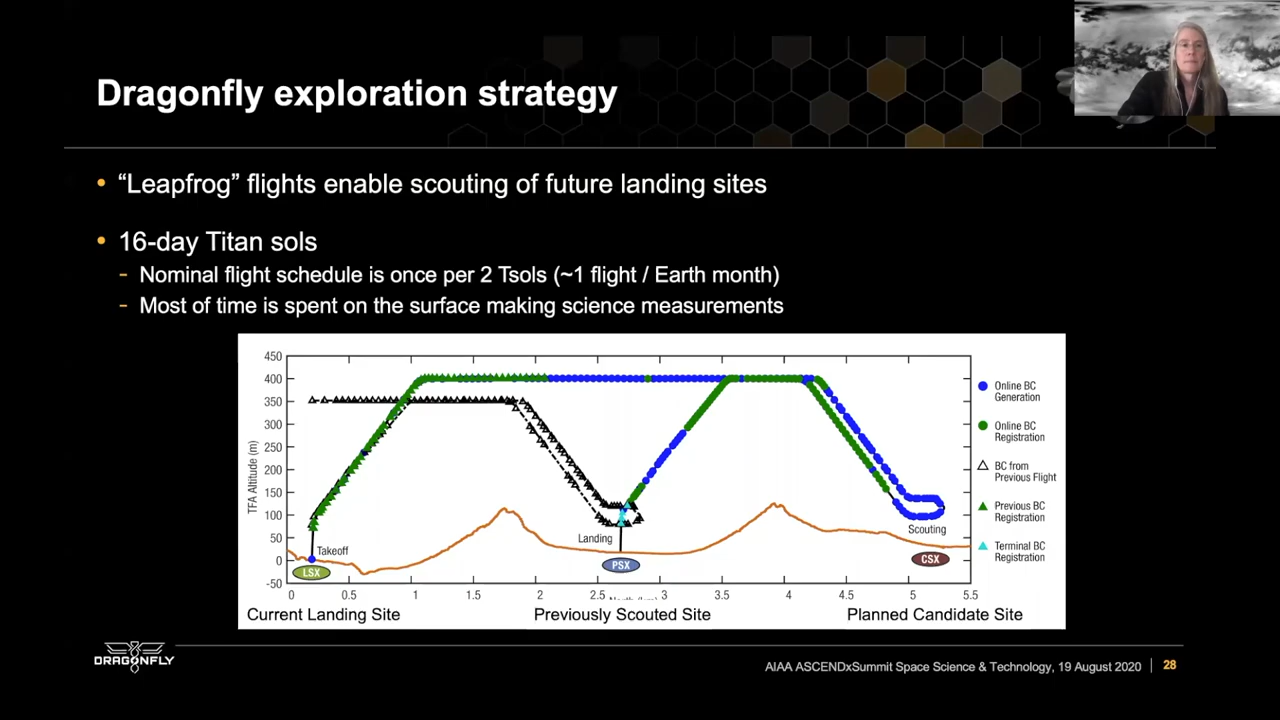 Dragonfly exploration strategy
• “Leapfrog” flights enable scouting of future landing sites
• 16-day Titan sols
- Nominal flight schedule is once per 2 Tsols (~1 flight / Earth month)
- Most of time is spent on the surface making science measurements
TFA Altitude (m)
450
400
350
300
250
200
150
100
50
0
-50
0 0.5 1 1.5 2 2.5 3 3.5 4 4.5 5 5.5
Takeoff
LSX
Landing
PSX
Scouting
CSX
Online BC
Generation
Online BC
Registration
BC from
Previous Flight
Previous BC
Registration
Terminal BC
Registration
Current Landing Site
Previously Scouted Site
Planned Candidate Site
DRAGONFLY
AIAA ASCENDxSummit Space Science & Technology, 19 August 2020 | 28